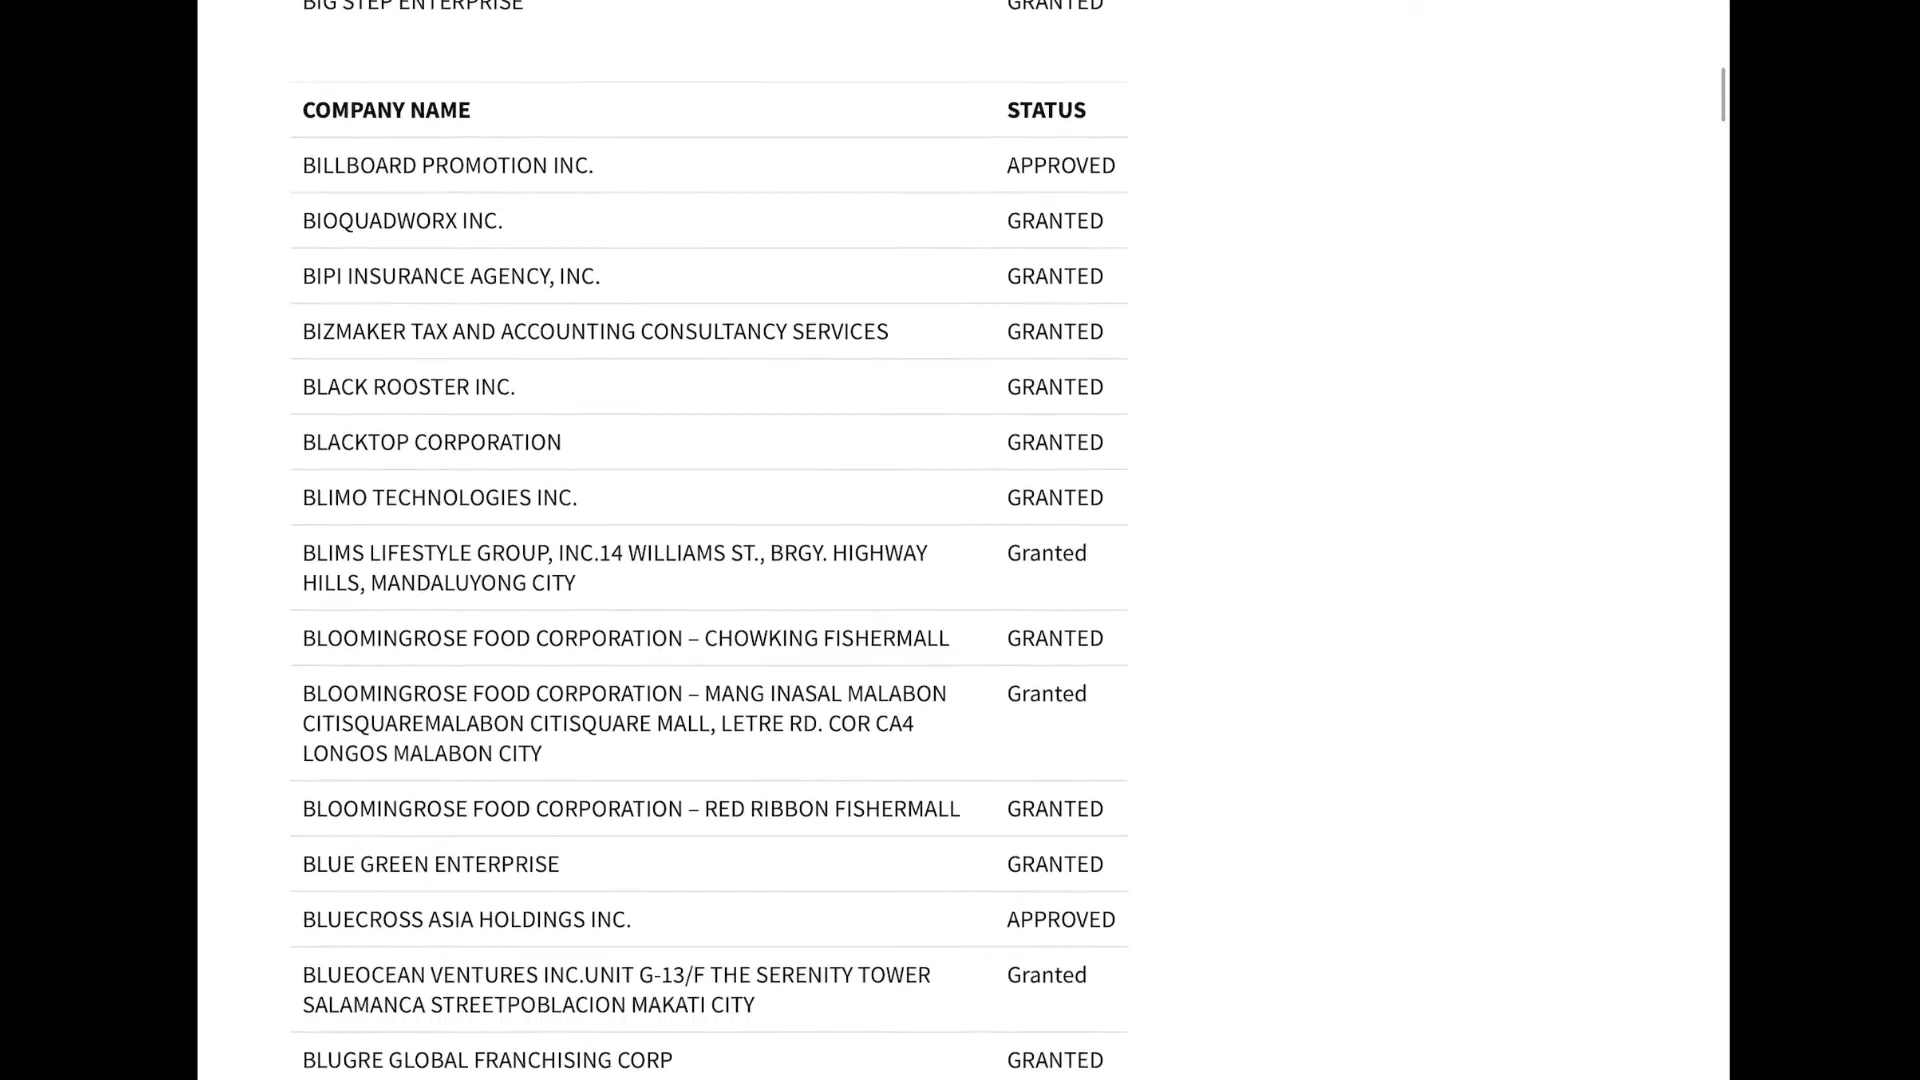 BIG STEP ENTERPRISE GRANTED
COMPANY NAME STATUS
BILLBOARD PROMOTION INC. APPROVED
BIOQUADWORX INC. GRANTED
BIPI INSURANCE AGENCY, INC. GRANTED
BIZMAKER TAX AND ACCOUNTING CONSULTANCY SERVICES GRANTED
BLACK ROOSTER INC. GRANTED
BLACKTOP CORPORATION GRANTED
BLIMO TECHNOLOGIES INC. GRANTED
BLIMS LIFESTYLE GROUP, INC.14 WILLIAMS ST., BRGY. HIGHWAY Granted
HILLS, MANDALUYONG CITY
BLOOMINGROSE FOOD CORPORATION – CHOWKING FISHERMALL GRANTED
BLOOMINGROSE FOOD CORPORATION – MANG INASAL MALABON Granted
CITISQUAREMALABON CITISQUARE MALL, LETRE RD. COR CA4
LONGOS MALABON CITY
BLOOMINGROSE FOOD CORPORATION – RED RIBBON FISHERMALL GRANTED
BLUE GREEN ENTERPRISE GRANTED
BLUECROSS ASIA HOLDINGS INC. APPROVED
BLUEOCEAN VENTURES INC.UNIT G-13/F THE SERENITY TOWER Granted
SALAMANCA STREETPOBLACION MAKATI CITY
BLUGRE GLOBAL FRANCHISING CORP GRANTED